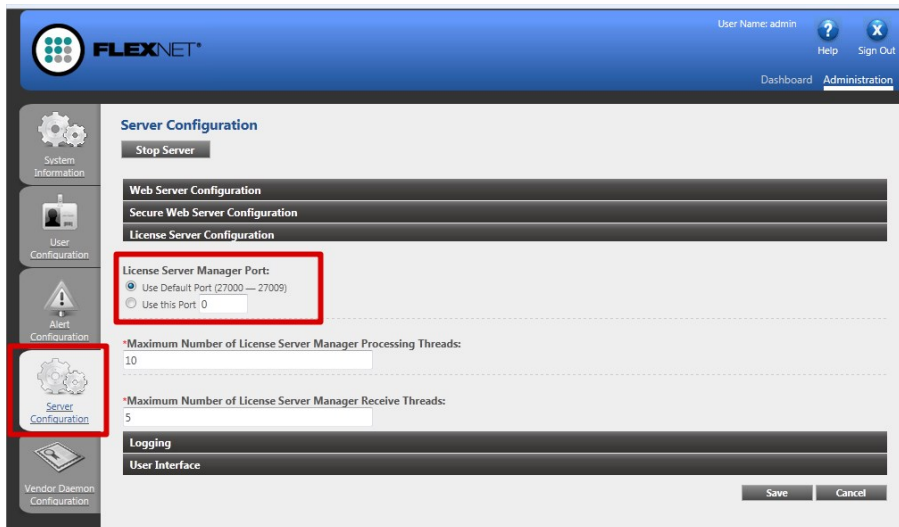 User Name: admin
?
X
FLEXNET
Help
Sign Out
Dashboard
Administration
System
Information
User
Configuration
Alert
Configuration
Server
Configuration
Vendor Daemon
Configuration
Server Configuration
Stop Server
Web Server Configuration
Secure Web Server Configuration
License Server Configuration
License Server Manager Port:
Use Default Port (27000 — 27009)
Use this Port 0
*Maximum Number of License Server Manager Processing Threads:
10
*Maximum Number of License Server Manager Receive Threads:
5
Logging
User Interface
Save
Cancel